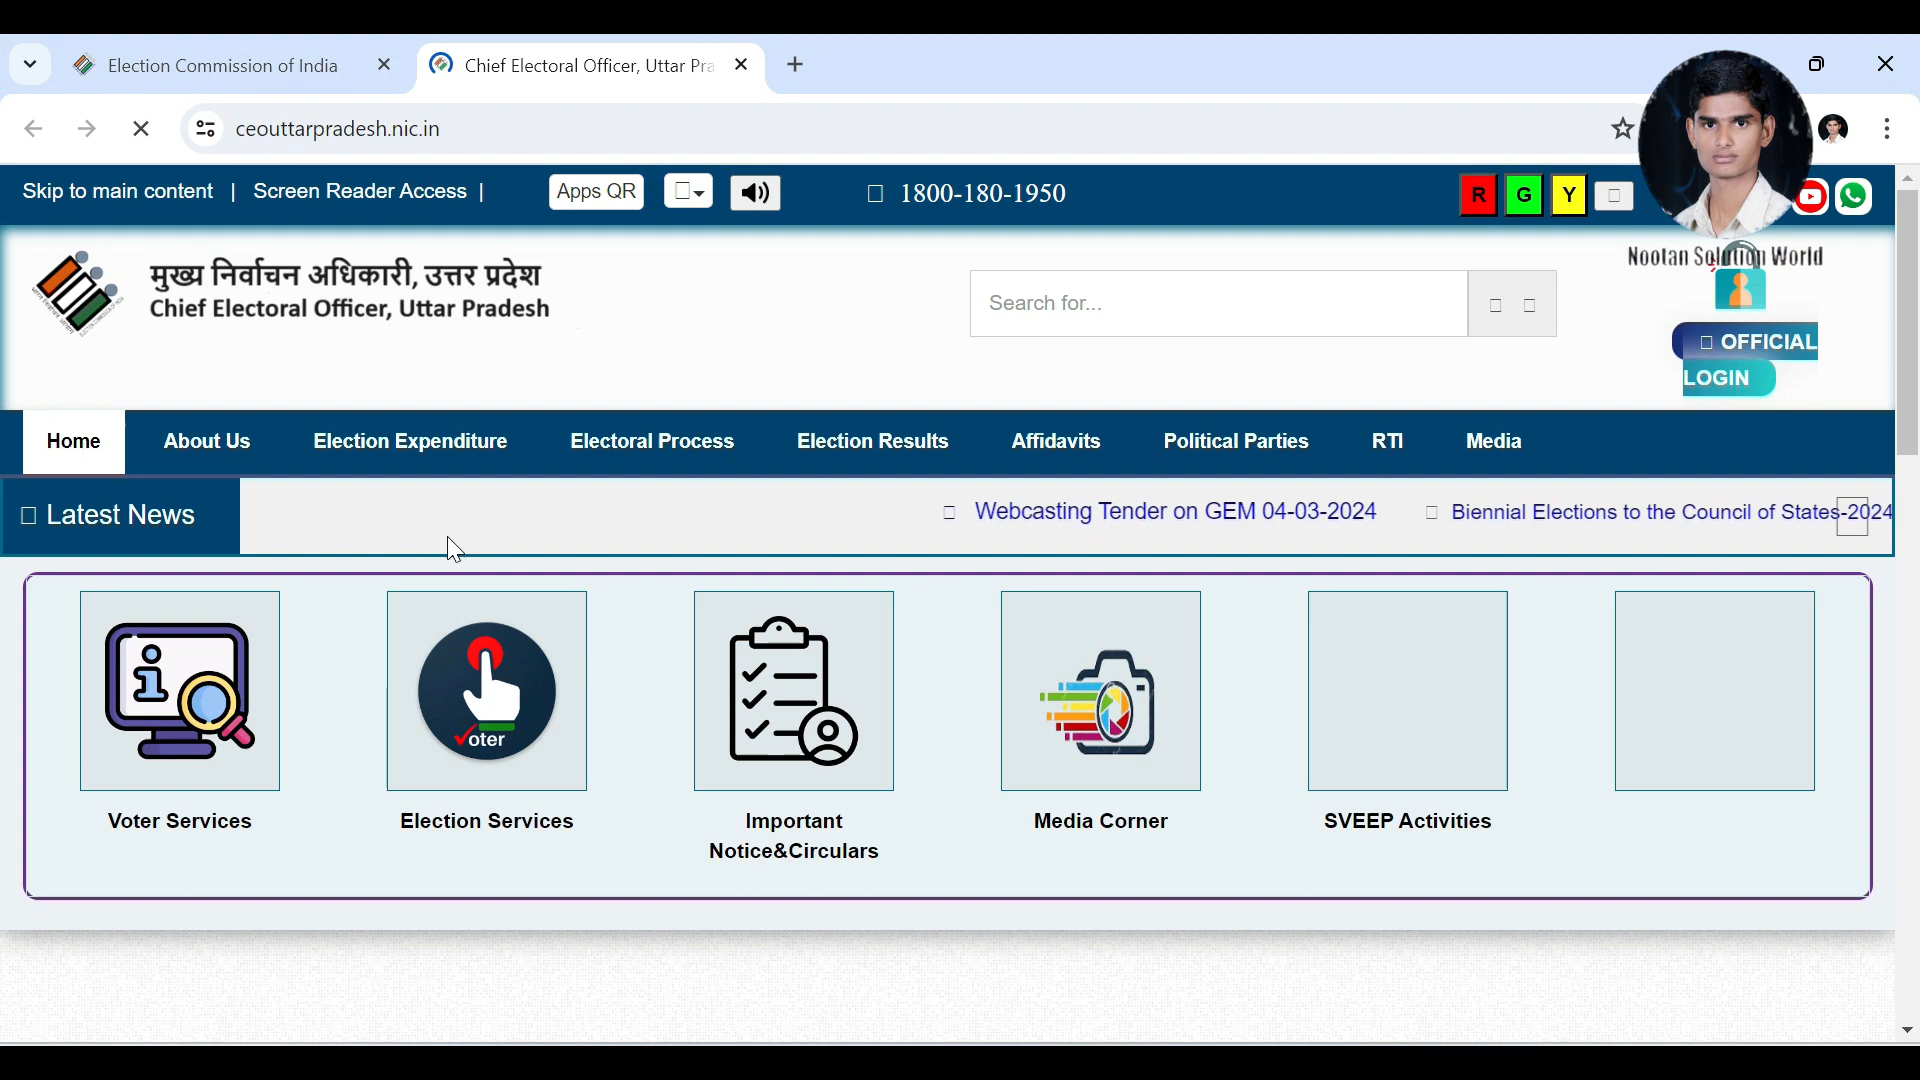 Election Commission of India
Chief Electoral Officer, Uttar Pra
ceouttarpradesh.nic.in
Skip to main content | Screen Reader Access |
Apps QR
1800-180-1950
R G Y
मुख्य निर्वाचन अधिकारी, उत्तर प्रदेश
Chief Electoral Officer, Uttar Pradesh
Search for...
Nootan Solution World
OFFICIAL
LOGIN
Home About Us Election Expenditure Electoral Process Election Results Affidavits Political Parties RTI Media
Latest News
Webcasting Tender on GEM 04-03-2024 Biennial Elections to the Council of States-2024
oter
Voter Services Election Services Important Media Corner SVEEP Activities
Notice&Circulars